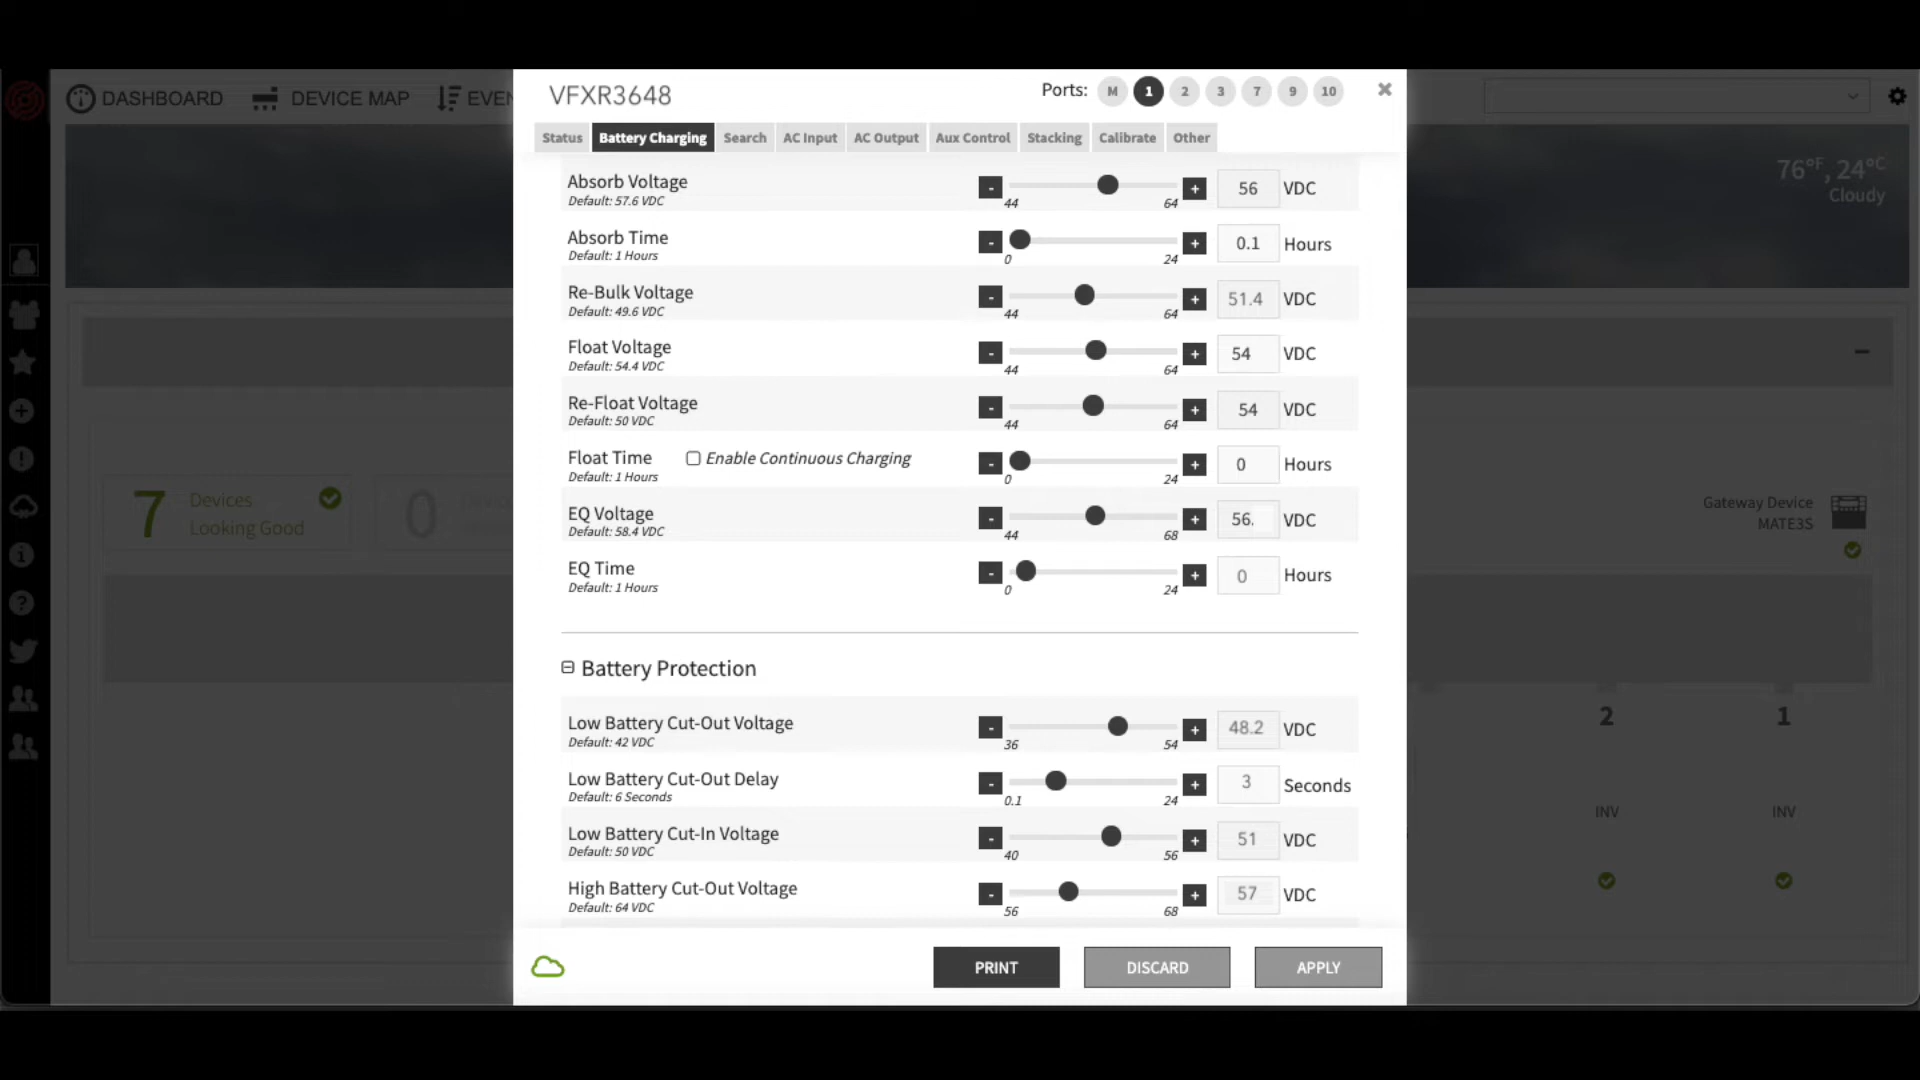 VFXR3648
Ports: M 1 2 3 7 9 10
DASHBOARD DEVICE MAP EVEN
Status Battery Charging Search AC Input AC Output Aux Control Stacking Calibrate Other
76°F, 24°C
Cloudy
Absorb Voltage
Default: 57.6 VDC
- 44 64 + 56 VDC
Absorb Time
Default: 1 Hours
- 0 24 + 0.1 Hours
Re-Bulk Voltage
Default: 49.6 VDC
- 44 64 + 51.4 VDC
Float Voltage
Default: 54.4 VDC
- 44 64 + 54 VDC
Re-Float Voltage
Default: 50 VDC
- 44 64 + 54 VDC
Float Time Enable Continuous Charging
Default: 1 Hours
- 0 24 + 0 Hours
EQ Voltage
Default: 58.4 VDC
- 44 68 + 56. VDC
EQ Time
Default: 1 Hours
- 0 24 + 0 Hours
7 Devices
Looking Good
0
Gateway Device
MATE3S
Battery Protection
Low Battery Cut-Out Voltage
Default: 42 VDC
- 36 54 + 48.2 VDC
Low Battery Cut-Out Delay
Default: 6 Seconds
- 0.1 24 + 3 Seconds
Low Battery Cut-In Voltage
Default: 50 VDC
- 40 56 + 51 VDC
High Battery Cut-Out Voltage
Default: 64 VDC
- 56 68 + 57 VDC
2 1
INV INV
PRINT DISCARD APPLY